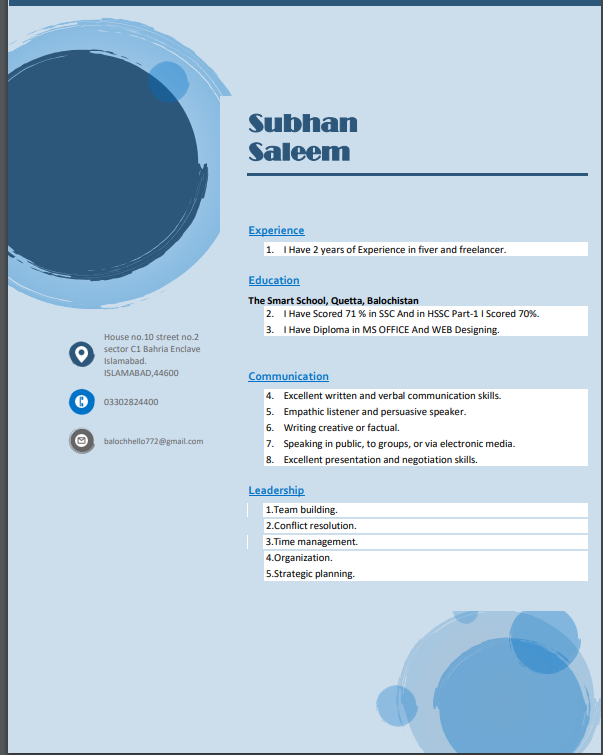 Subhan
Saleem
Experience
1. I Have 2 years of Experience in fiver and freelancer.
Education
The Smart School, Quetta, Balochistan
2. I Have Scored 71 % in SSC And in HSSC Part-1 I Scored 70%.
3. I Have Diploma in MS OFFICE And WEB Designing.
House no.10 street no.2
sector C1 Bahria Enclave
Islamabad.
ISLAMABAD,44600
03302824400
balochhello772@gmail.com
Communication
4. Excellent written and verbal communication skills.
5. Empathic listener and persuasive speaker.
6. Writing creative or factual.
7. Speaking in public, to groups, or via electronic media.
8. Excellent presentation and negotiation skills.
Leadership
1.Team building.
2.Conflict resolution.
3.Time management.
4.Organization.
5.Strategic planning.